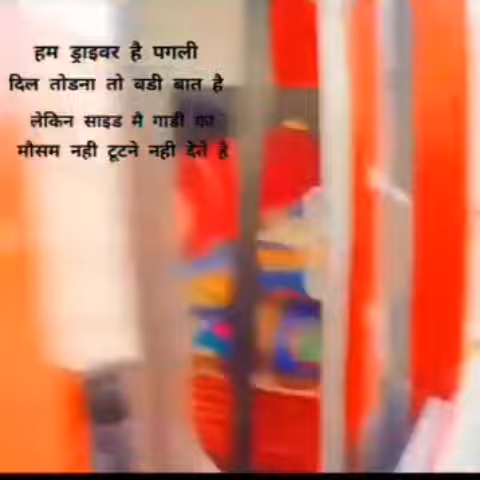 हम ड्राइवर है पगली
दिल तोडना तो बडी बात है
लेकिन साइड मै गाडी का
मौसम नही टूटने नही देते है